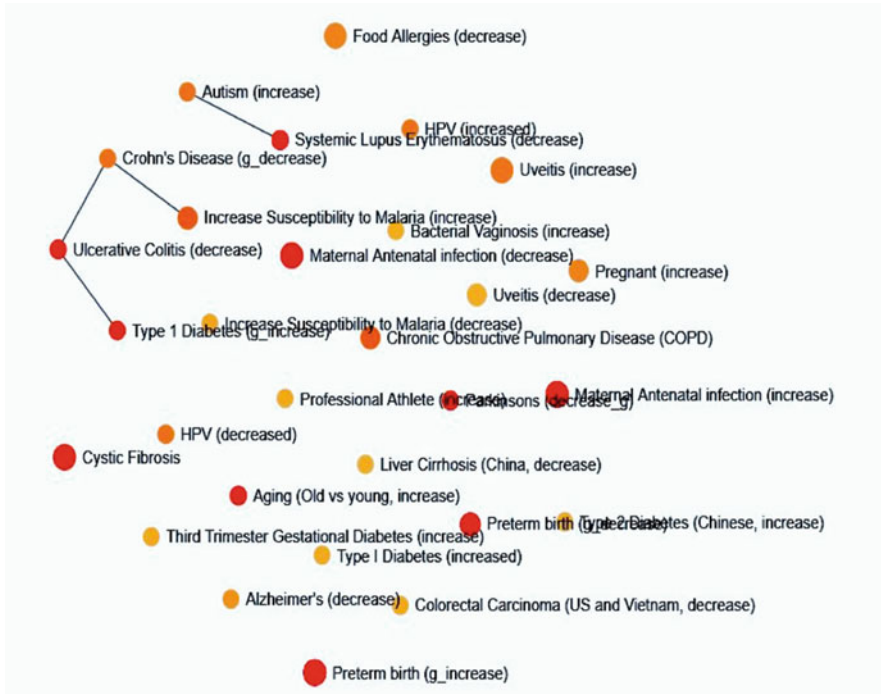 Food Allergies (decrease)
Autism (increase)
HPV (increased)
Systemic Lupus Erythematosus (decrease)
Crohn's Disease (g_decrease)
Uveitis (increase)
Increase Susceptibility to Malaria (increase)
Bacterial Vaginosis (increase)
Ulcerative Colitis (decrease)
Maternal Antenatal infection (decrease)
Pregnant (increase)
Uveitis (decrease)
Increase Susceptibility to Malaria (decrease)
Type 1 Diabetes (g_increase)
Chronic Obstructive Pulmonary Disease (COPD)
Maternal Antenatal infection (increase)
Professional Athlete (increase)
Parkinsons (decrease_g)
HPV (decreased)
Cystic Fibrosis
Liver Cirrhosis (China, decrease)
Aging (Old vs young, increase)
Preterm birth (g_decrease)
Type 2 Diabetes (Chinese, increase)
Third Trimester Gestational Diabetes (increase)
Type I Diabetes (increased)
Alzheimer's (decrease)
Colorectal Carcinoma (US and Vietnam, decrease)
Preterm birth (g_increase)